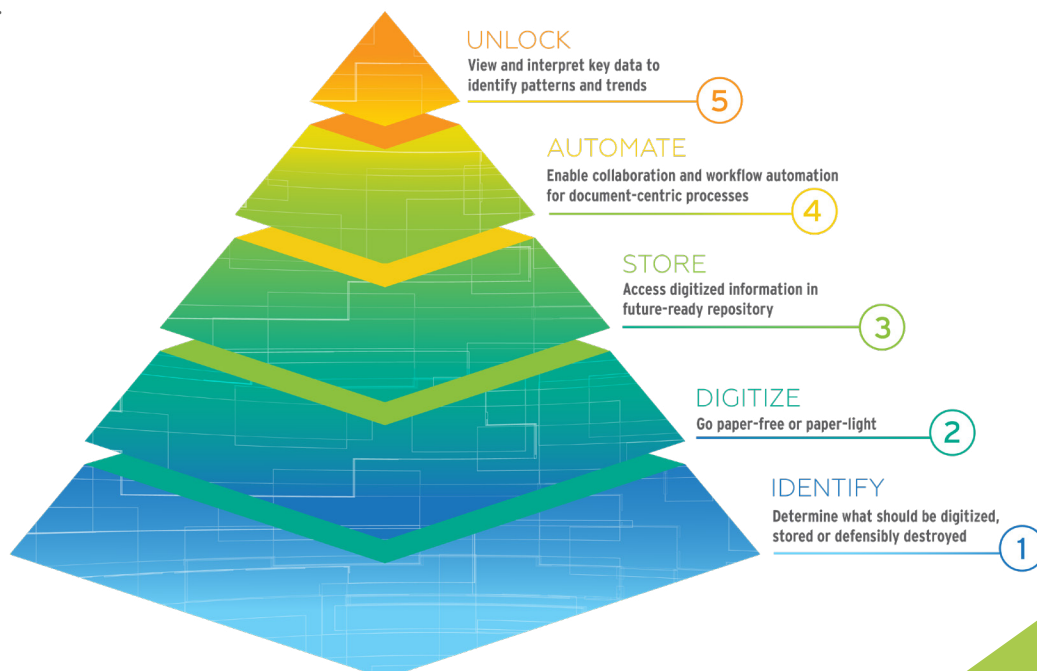 UNLOCK
View and interpret key data to
identify patterns and trends
5
AUTOMATE
Enable collaboration and workflow automation
for document-centric processes
4
STORE
Access digitized information in
future-ready repository
3
DIGITIZE
Go paper-free or paper-light
2
IDENTIFY
Determine what should be digitized,
stored or defensibly destroyed
1